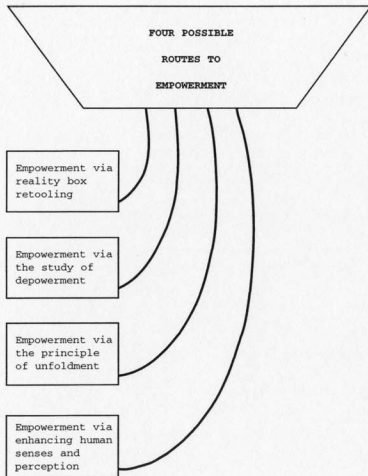 FOUR POSSIBLE
ROUTES TO
EMPOWERMENT
Empowerment via
reality box
retooling
Empowerment via
the study of
depowerment
Empowerment via
the principle
of unfoldment
Empowerment via
enhancing human
senses and
perception